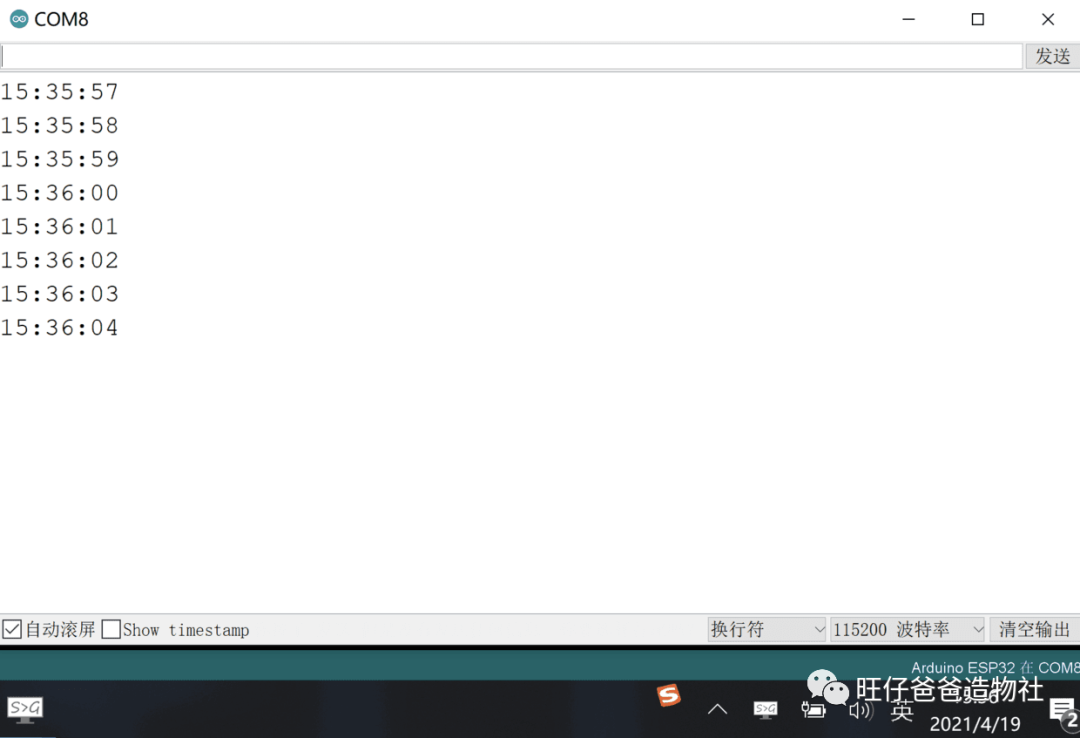 COM8
发送
15:35:57
15:35:58
15:35:59
15:36:00
15:36:01
15:36:02
15:36:03
15:36:04
自动滚屏 Show timestamp 换行符 115200 波特率 清空输出
Arduino ESP32 在 COM8
旺仔爸爸造物社
S>G S S>G 英
2021/4/19 2